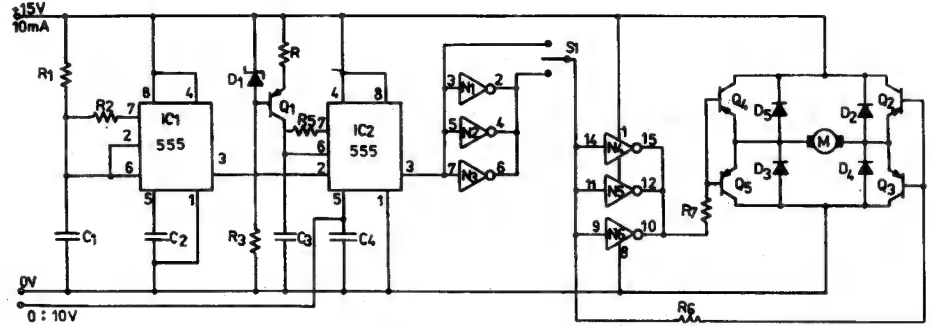 +15V
10mA
R1
R2
7
2
6
8
4
IC1
555
3
5
1
C1
C2
D1
R
Q1
R3
R5
7
6
2
4
8
IC2
555
3
5
1
C3
C4
0V
0 : 10V
3
N1
2
5
N2
4
7
N3
6
S1
14
N4
1
15
11
N5
12
9
N6
10
8
R7
R6
Q4
Q5
D5
D3
M
D2
D4
Q2
Q3